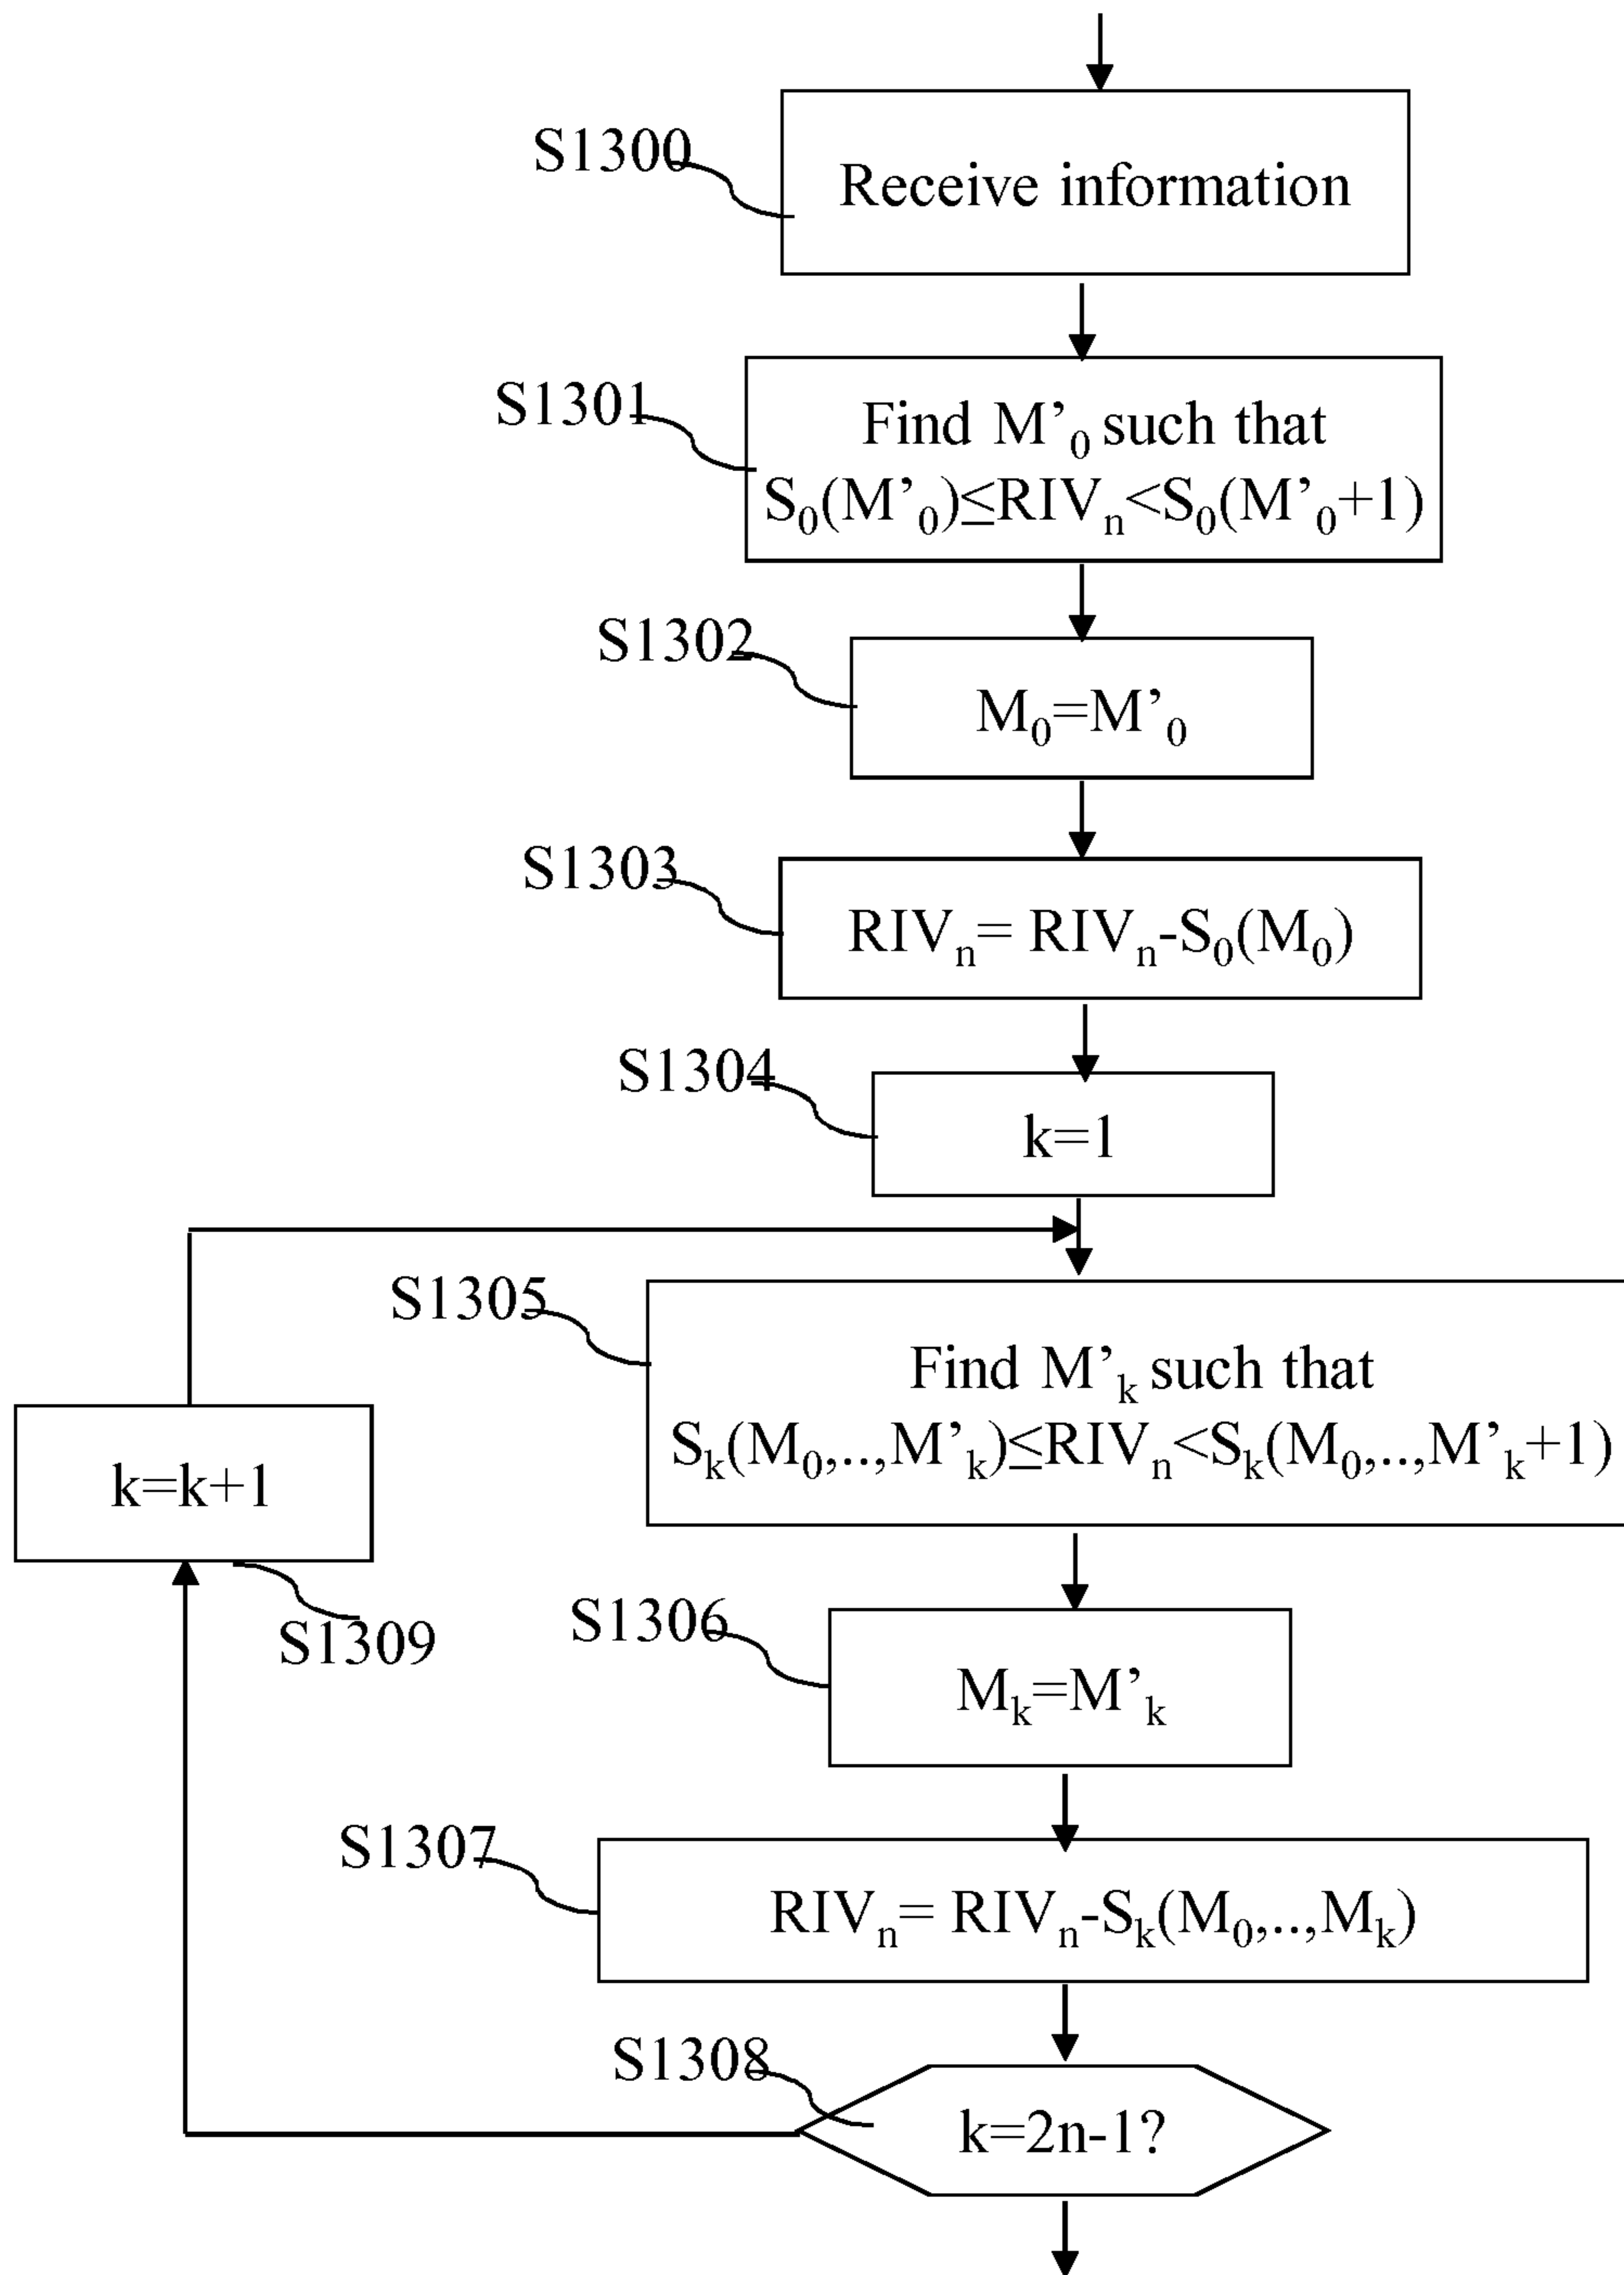 S1300
Receive information
S1301
Find M’₀ such that
S₀(M’₀)≤RIVₙ<S₀(M’₀+1)
S1302
M₀=M’₀
S1303
RIVₙ= RIVₙ-S₀(M₀)
S1304
k=1
S1305
Find M’ₖ such that
Sₖ(M₀,..,M’ₖ)≤RIVₙ<Sₖ(M₀,..,M’ₖ+1)
k=k+1
S1309
S1306
Mₖ=M’ₖ
S1307
RIVₙ= RIVₙ-Sₖ(M₀,..,Mₖ)
S1308
k=2n-1?